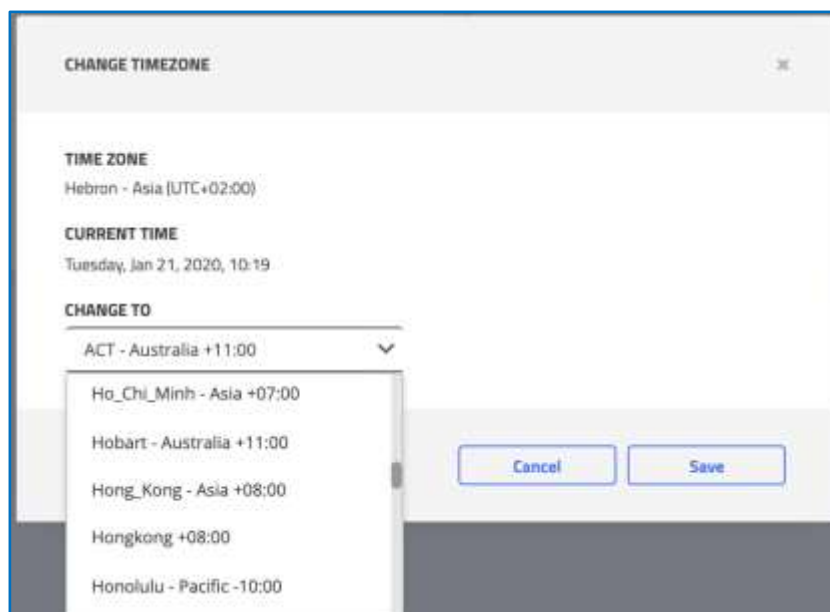 CHANGE TIMEZONE
TIME ZONE
Hebron - Asia (UTC+02:00)
CURRENT TIME
Tuesday, Jan 21, 2020, 10:19
CHANGE TO
ACT - Australia +11:00
Ho_Chi_Minh - Asia +07:00
Hobart - Australia +11:00
Hong_Kong - Asia +08:00
Hongkong +08:00
Honolulu - Pacific -10:00
Cancel
Save